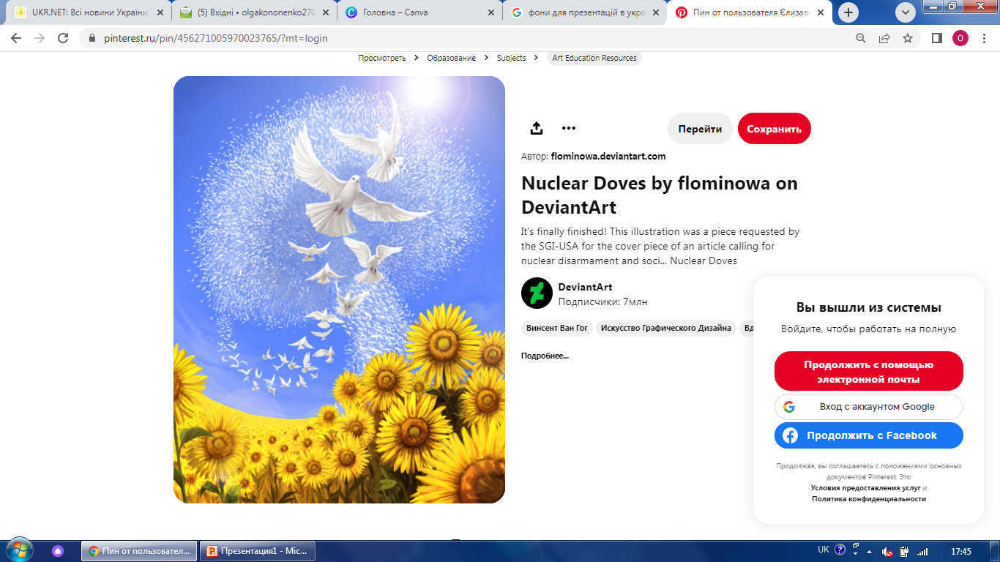 UKR.NET: Всі новини України,
(5) Вхідні • olgakononenko270
Головна – Canva
фони для презентацій в укра
Пин от пользователя Єлизаве
pinterest.ru/pin/456271005970023765/?mt=login
O
Просмотреть > Образование > Subjects > Art Education Resources
Перейти
Сохранить
Автор: flominowa.deviantart.com
Nuclear Doves by flominowa on
DeviantArt
It's finally finished! This illustration was a piece requested by
the SGI-USA for the cover piece of an article calling for
nuclear disarmament and soci... Nuclear Doves
DeviantArt
Подписчики: 7млн
Винсент Ван Гог Искусство Графического Дизайна Вд
Подробнее...
Вы вышли из системы
Войдите, чтобы работать на полную
Продолжить с помощью
электронной почты
Вход с аккаунтом Google
Продолжить с Facebook
Продолжая, вы соглашаетесь с положениями основных
документов Pinterest. Это
Условия предоставления услуг и
Политика конфиденциальности
Пин от пользовател...
Презентация1 - Mic...
UK
17:45